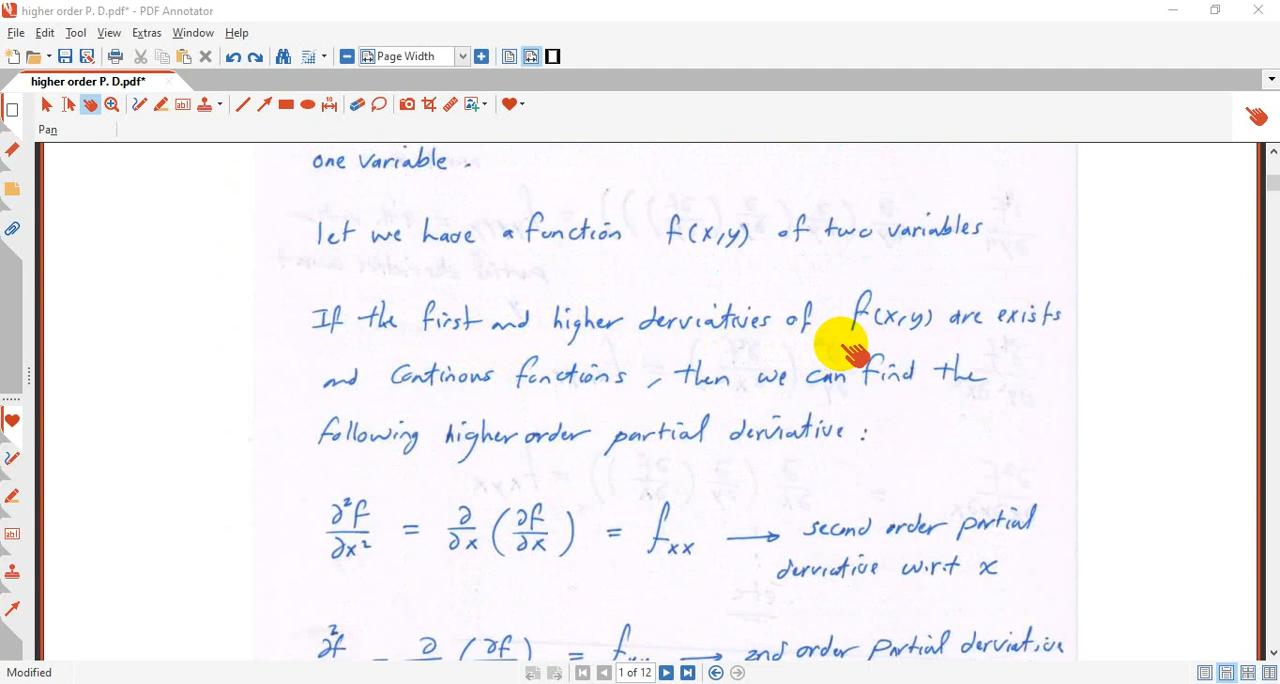 higher order P. D.pdf* - PDF Annotator
File Edit Tool View Extras Window Help
Page Width
higher order P. D.pdf*
Pan
one variable.
let we have a function f(x,y) of two variables
If the first and higher derviatives of f(x,y) are exists
and Continous functions, then we can find the
following higher order partial derviative :
∂²f/∂x² = ∂/∂x (∂f/∂x) = fxx → second order partial
derviative w.r.t x
∂²f = ∂ (∂f) = f → 2nd order Partial derviative
1 of 12
Modified